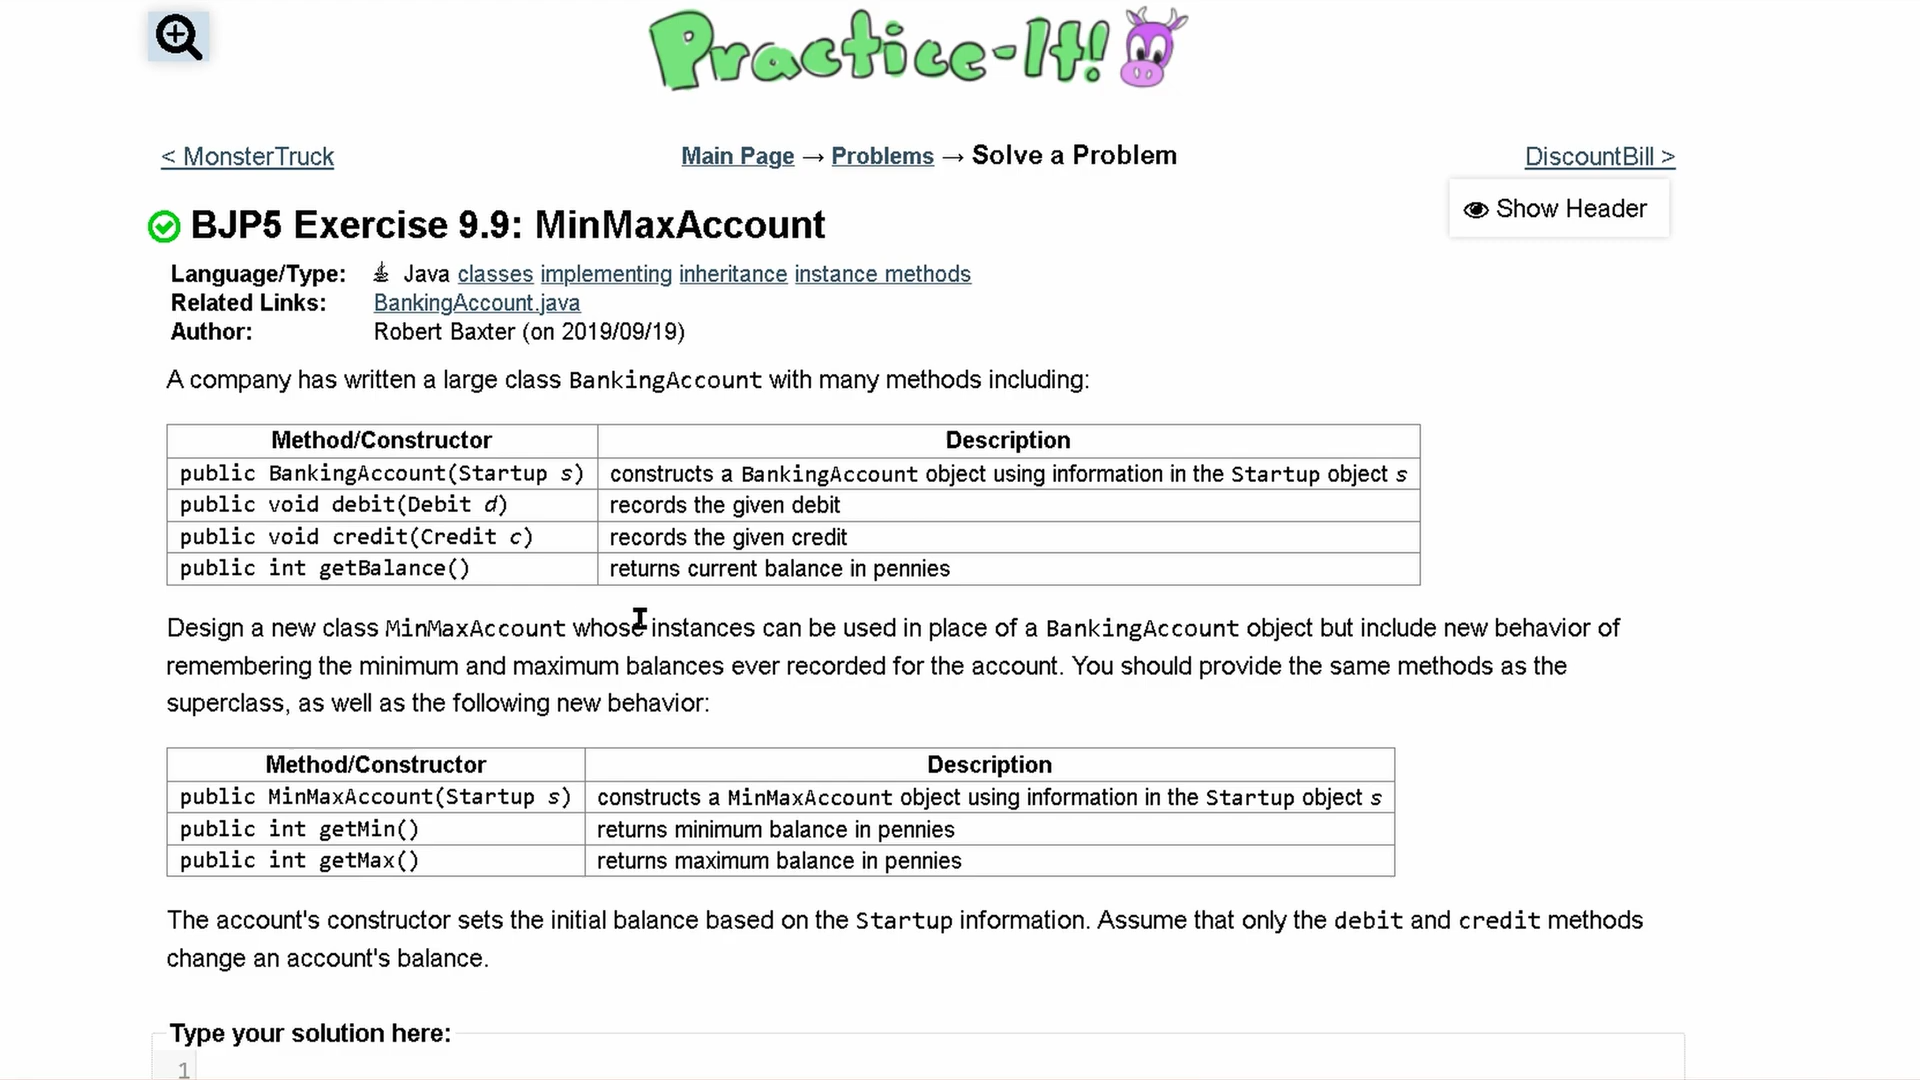 Practice-It!
< MonsterTruck Main Page → Problems → Solve a Problem DiscountBill >
Show Header
BJP5 Exercise 9.9: MinMaxAccount
Language/Type: Java classes implementing inheritance instance methods
Related Links: BankingAccount.java
Author: Robert Baxter (on 2019/09/19)
A company has written a large class BankingAccount with many methods including:
Method/Constructor Description
public BankingAccount(Startup s) constructs a BankingAccount object using information in the Startup object s
public void debit(Debit d) records the given debit
public void credit(Credit c) records the given credit
public int getBalance() returns current balance in pennies
Design a new class MinMaxAccount whose instances can be used in place of a BankingAccount object but include new behavior of
remembering the minimum and maximum balances ever recorded for the account. You should provide the same methods as the
superclass, as well as the following new behavior:
Method/Constructor Description
public MinMaxAccount(Startup s) constructs a MinMaxAccount object using information in the Startup object s
public int getMin() returns minimum balance in pennies
public int getMax() returns maximum balance in pennies
The account's constructor sets the initial balance based on the Startup information. Assume that only the debit and credit methods
change an account's balance.
Type your solution here:
1